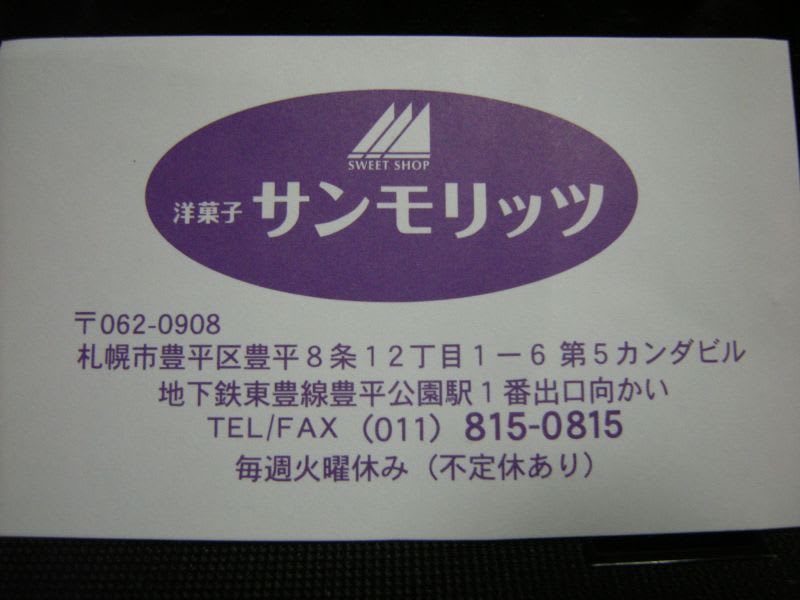 SWEET SHOP
洋菓子 サンモリッツ
〒062-0908
札幌市豊平区豊平8条12丁目1－6 第5カンダビル
地下鉄東豊線豊平公園駅1番出口向かい
TEL/FAX (011) 815-0815
毎週火曜休み（不定休あり）